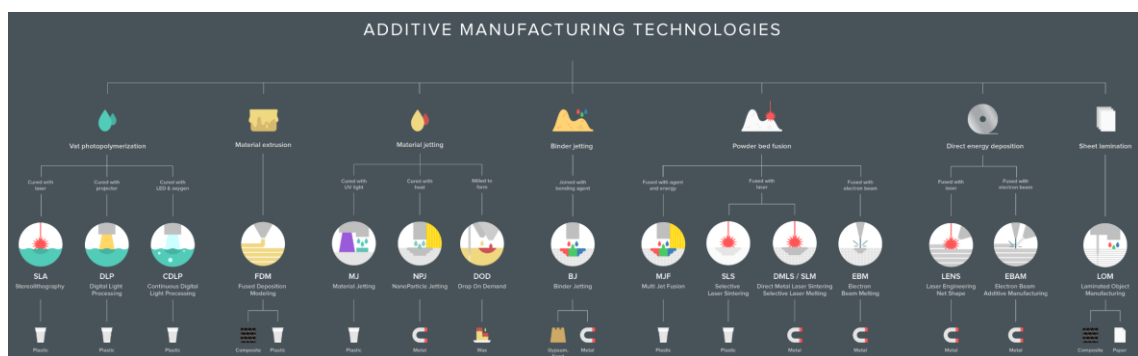 ADDITIVE MANUFACTURING TECHNOLOGIES
Vat photopolymerization
Material extrusion
Material jetting
Binder jetting
Powder bed fusion
Direct energy deposition
Sheet lamination
Cured with
laser
Cured with
projector
Cured with
LED & oxygen
Cured with
UV light
Cured with
heat
Milled to
form
Joined with
bonding agent
Fused with agent
and energy
Fused with
laser
Fused with
electron beam
Fused with
laser
Fused with
electron beam
SLA
Stereolithography
DLP
Digital Light
Processing
CDLP
Continuous Digital
Light Processing
FDM
Fused Deposition
Modeling
MJ
Material Jetting
NPJ
NanoParticle Jetting
DOD
Drop On Demand
BJ
Binder Jetting
MJF
Multi Jet Fusion
SLS
Selective
Laser Sintering
DMLS / SLM
Direct Metal Laser Sintering
Selective Laser Melting
EBM
Electron
Beam Melting
LENS
Laser Engineering
Net Shape
EBAM
Electron Beam
Additive Manufacturing
LOM
Laminated Object
Manufacturing
Plastic
Plastic
Plastic
Composite
Plastic
Plastic
Metal
Wax
Gypsum,
Metal
Plastic
Plastic
Metal
Metal
Metal
Metal
Composite
Paper